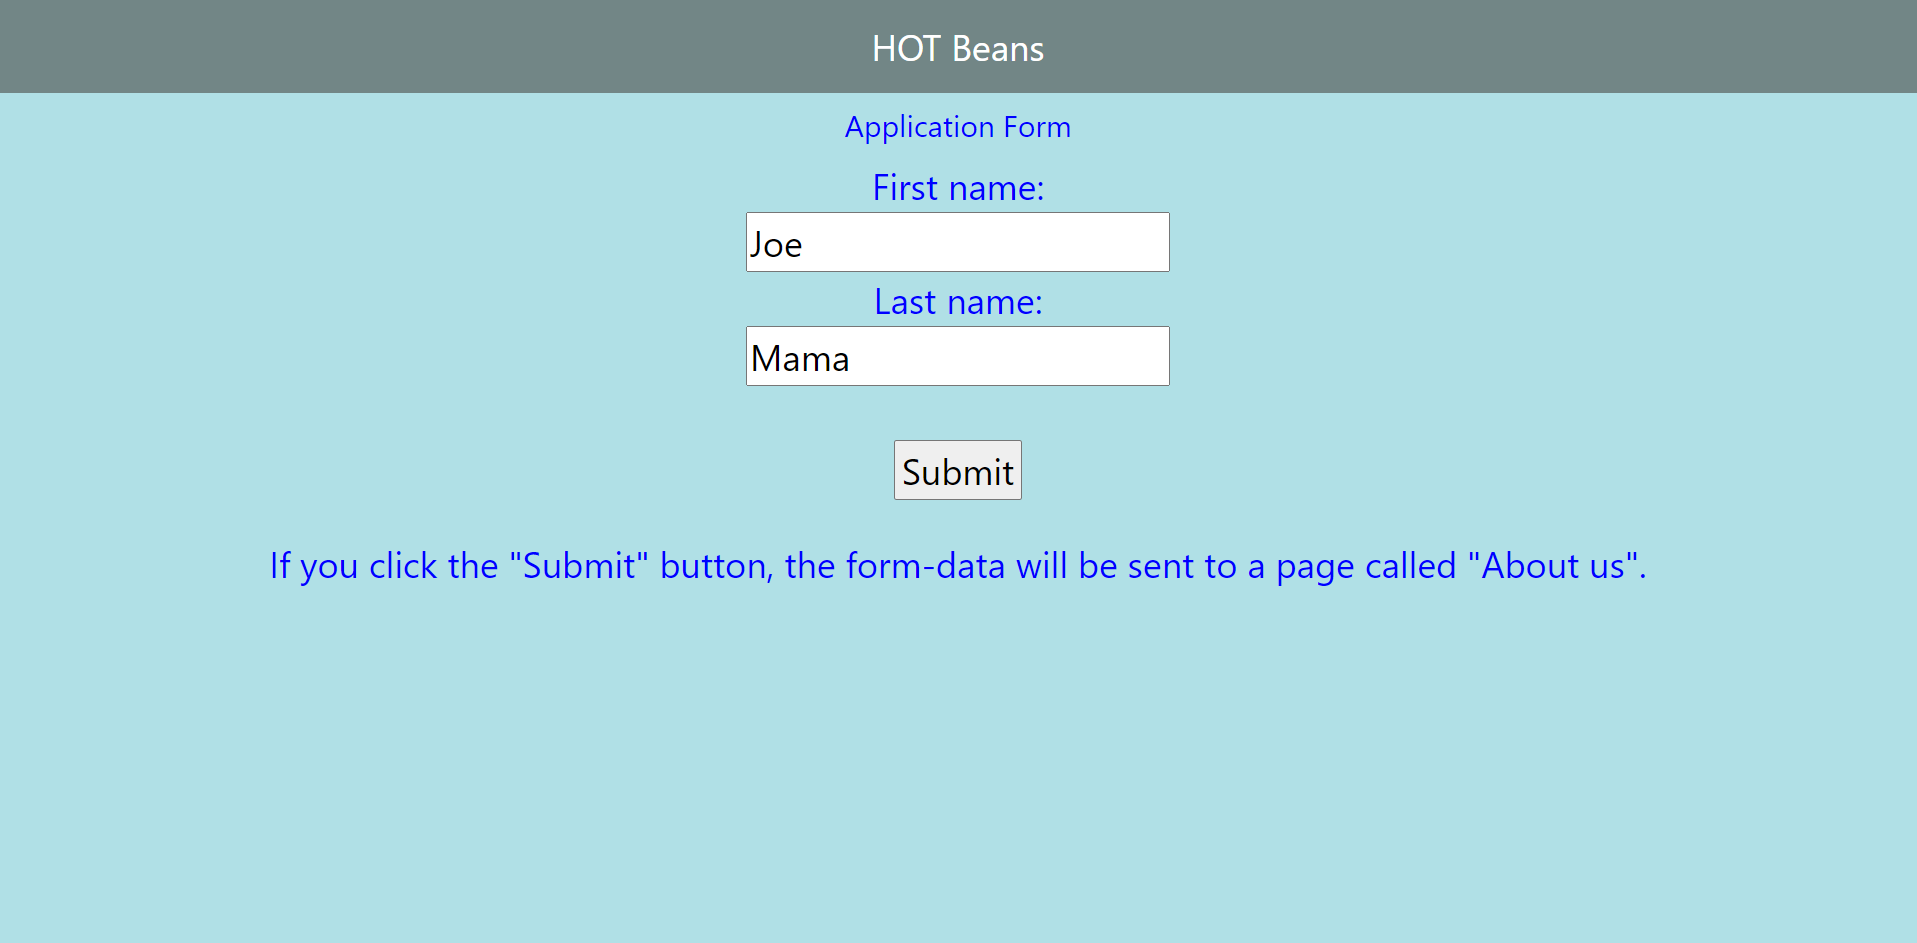 HOT Beans
Application Form
First name:
Joe
Last name:
Mama
Submit
If you click the "Submit" button, the form-data will be sent to a page called "About us".